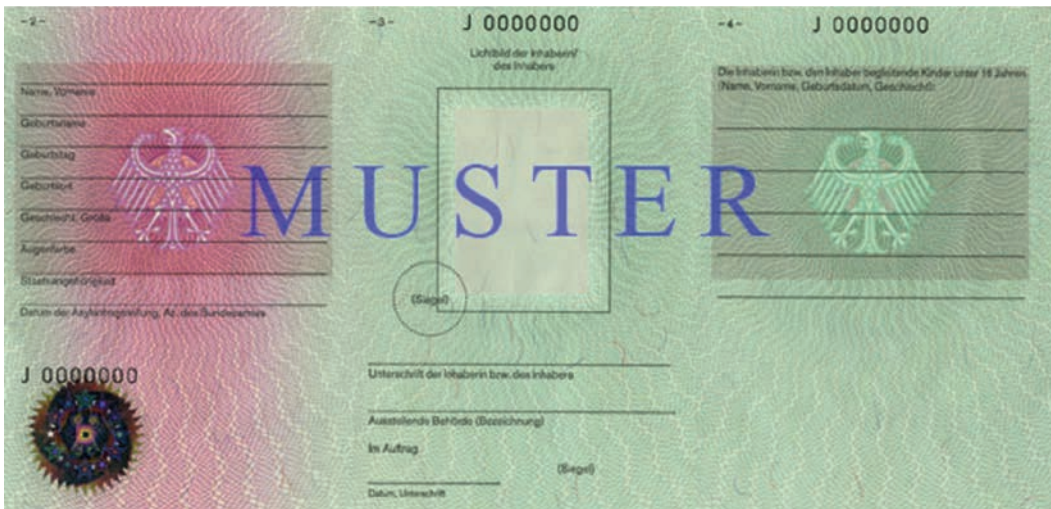 -2-
Name, Vorname
Geburtsname
Geburtstag
Geburtsort
Geschlecht, Größe
Augenfarbe
Staatsangehörigkeit
Datum der Asylantragstellung, Az. des Bundesamtes
J 0000000
-3-
J 0000000
Lichtbild der Inhaberin/
des Inhabers
(Siegel)
Unterschrift der Inhaberin bzw. des Inhabers
Ausstellende Behörde (Bezeichnung)
Im Auftrag
(Siegel)
Datum, Unterschrift
-4-
J 0000000
Die Inhaberin bzw. den Inhaber begleitende Kinder unter 16 Jahren
(Name, Vorname, Geburtsdatum, Geschlecht):
MUSTER